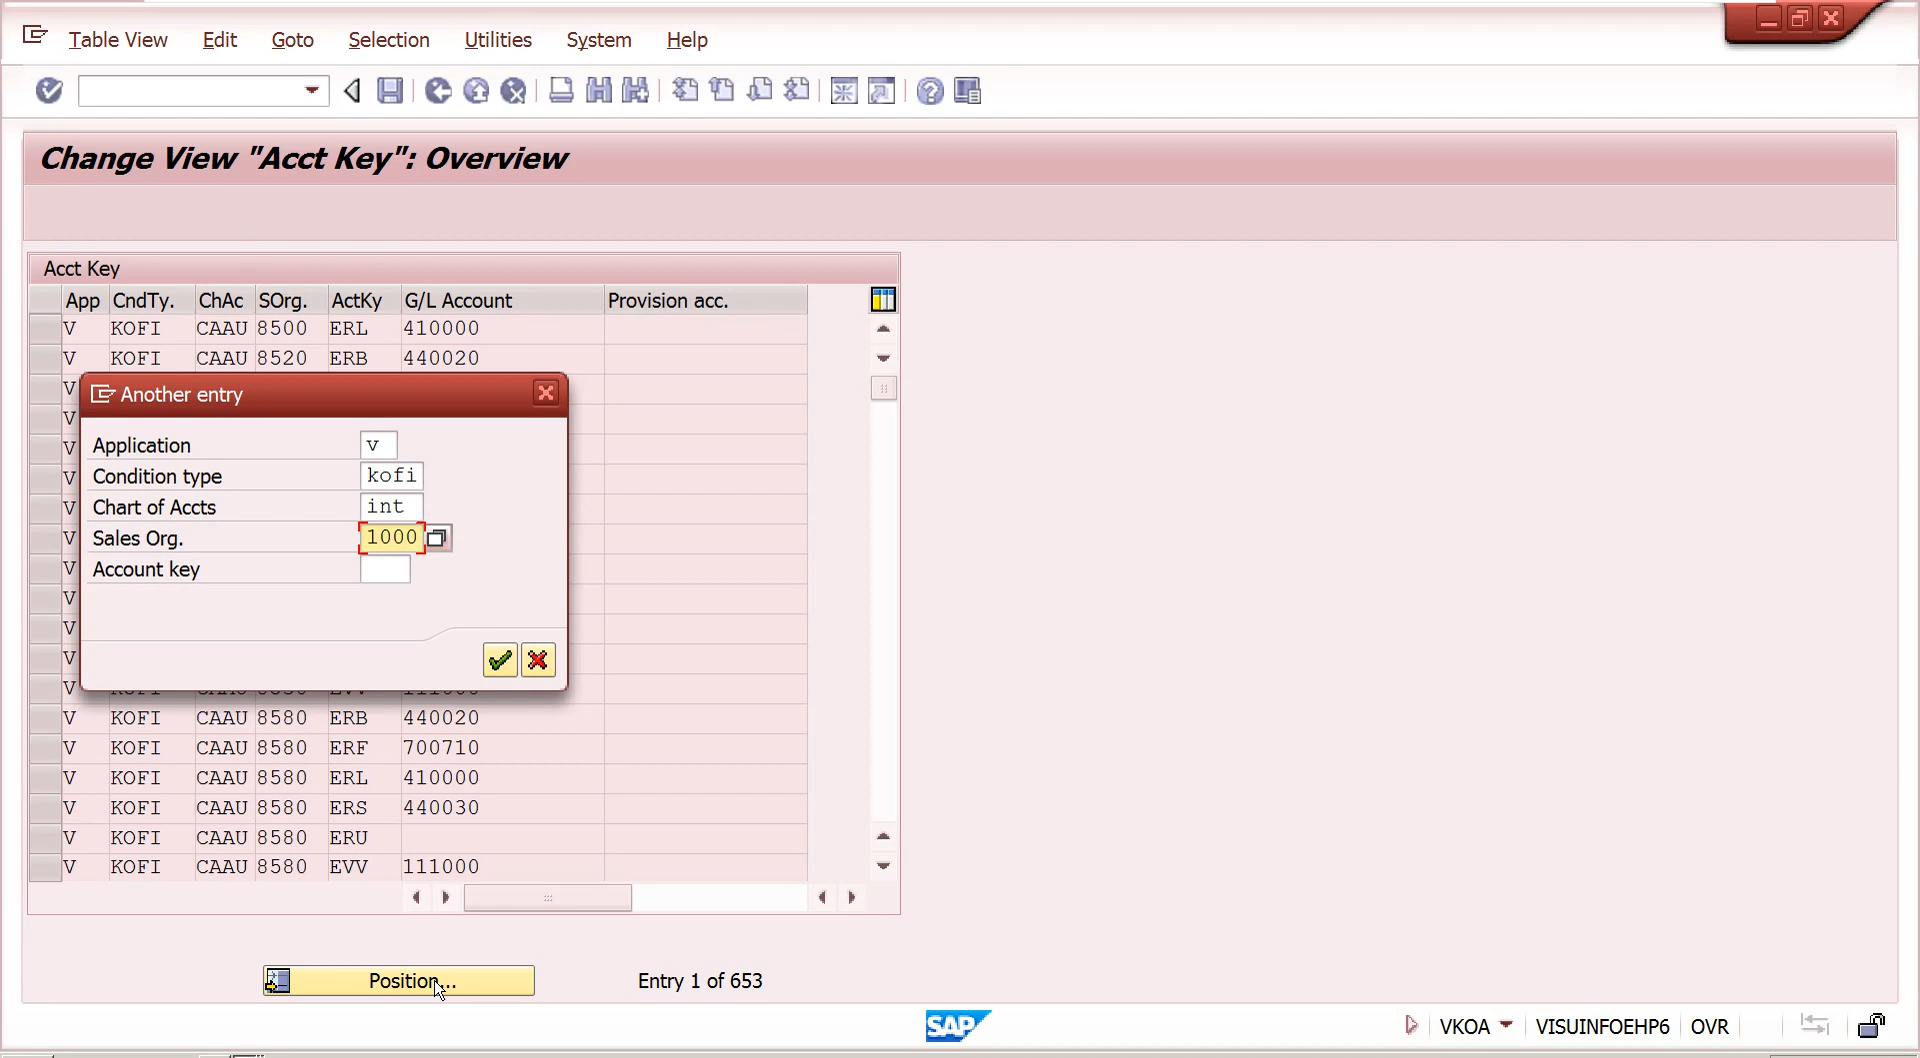 Table View Edit Goto Selection Utilities System Help
Change View "Acct Key": Overview
Acct Key
App CndTy. ChAc SOrg. ActKy G/L Account Provision acc.
V KOFI CAAU 8500 ERL 410000
V KOFI CAAU 8520 ERB 440020
V
Another entry
V
Application v
V
Condition type kofi
V
Chart of Accts int
V
Sales Org. 1000
V
Account key
V
V
V
V
V
V KOFI CAAU 8580 ERB 440020
V KOFI CAAU 8580 ERF 700710
V KOFI CAAU 8580 ERL 410000
V KOFI CAAU 8580 ERS 440030
V KOFI CAAU 8580 ERU
V KOFI CAAU 8580 EVV 111000
Position... Entry 1 of 653
SAP VKOA VISUINFOEHP6 OVR